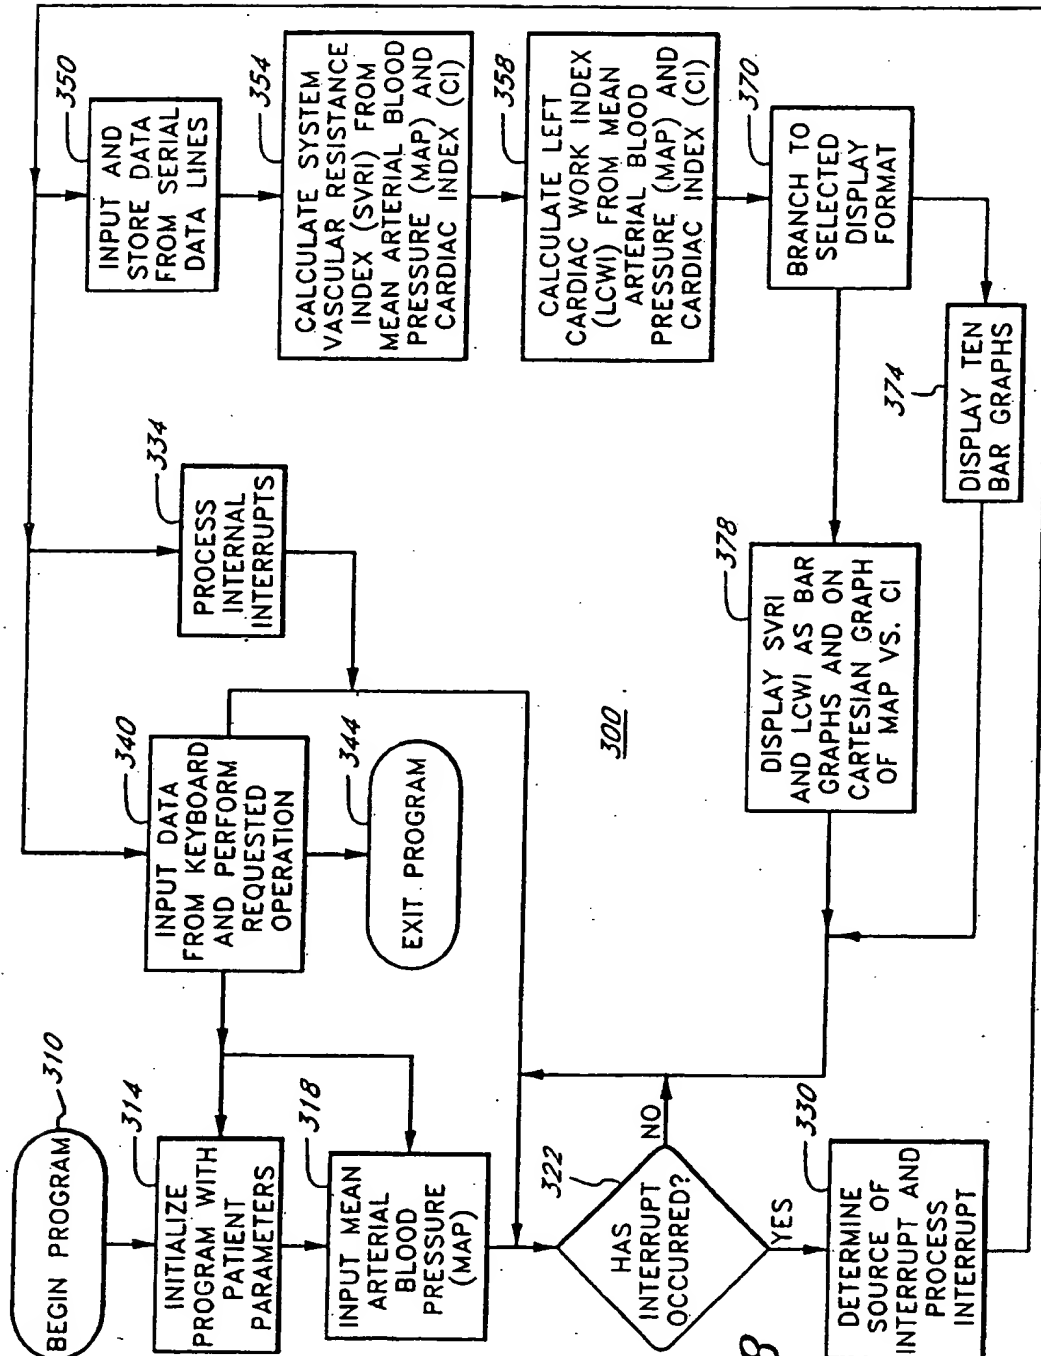 BEGIN PROGRAM
310
INITIALIZE
PROGRAM WITH
PATIENT
PARAMETERS
314
INPUT MEAN
ARTERIAL
BLOOD
PRESSURE
(MAP)
318
HAS
INTERRUPT
OCCURRED?
322
NO
YES
DETERMINE
SOURCE OF
INTERRUPT AND
PROCESS
INTERRUPT
330
INPUT DATA
FROM KEYBOARD
AND PERFORM
REQUESTED
OPERATION
340
EXIT PROGRAM
344
PROCESS
INTERNAL
INTERRUPTS
334
300
INPUT AND
STORE DATA
FROM SERIAL
DATA LINES
350
CALCULATE SYSTEM
VASCULAR RESISTANCE
INDEX (SVRI) FROM
MEAN ARTERIAL BLOOD
PRESSURE (MAP) AND
CARDIAC INDEX (CI)
354
CALCULATE LEFT
CARDIAC WORK INDEX
(LCWI) FROM MEAN
ARTERIAL BLOOD
PRESSURE (MAP) AND
CARDIAC INDEX (CI)
358
BRANCH TO
SELECTED
DISPLAY
FORMAT
370
DISPLAY TEN
BAR GRAPHS
374
DISPLAY SVRI
AND LCWI AS BAR
GRAPHS AND ON
CARTESIAN GRAPH
OF MAP VS. CI
378
8